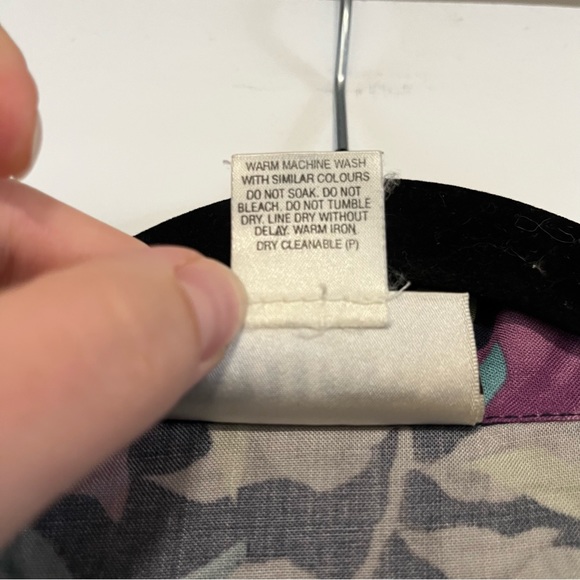 WARM MACHINE WASH
WITH SIMILAR COLOURS
DO NOT SOAK. DO NOT
BLEACH. DO NOT TUMBLE
DRY. LINE DRY WITHOUT
DELAY. WARM IRON.
DRY CLEANABLE (P)